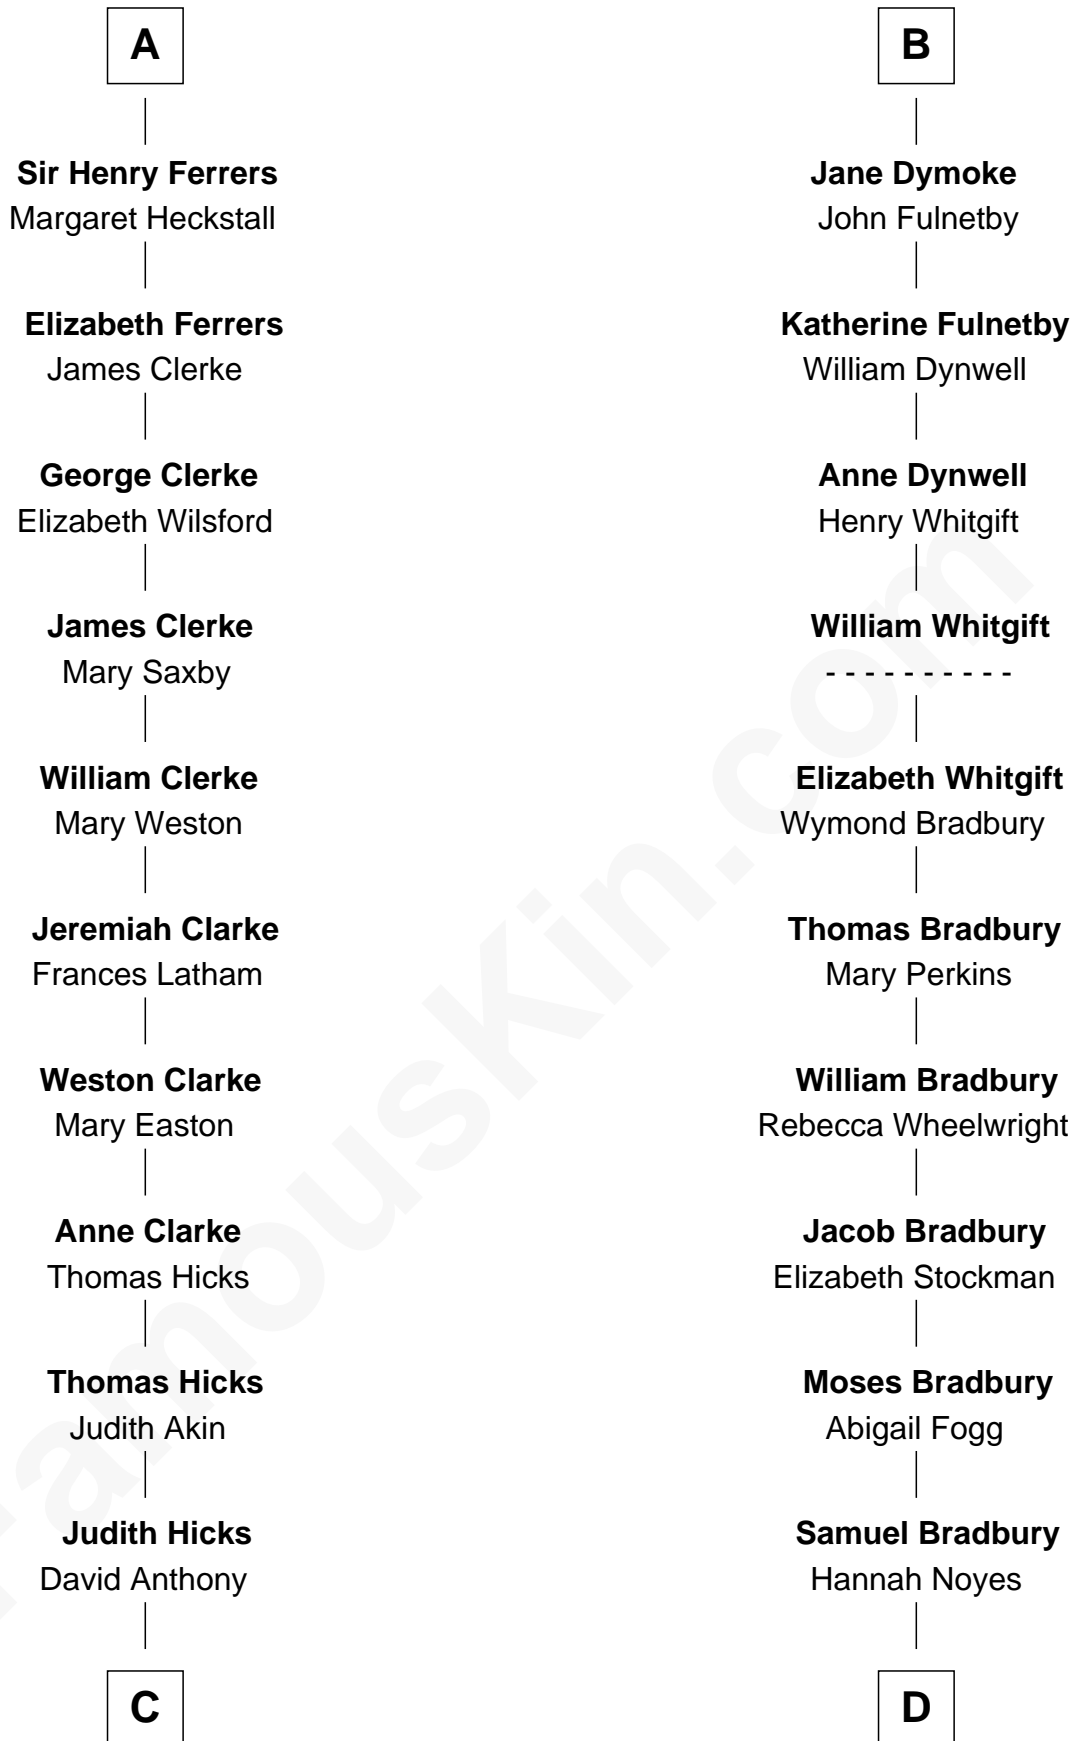 A
Sir Henry Ferrers
Margaret Heckstall
Elizabeth Ferrers
James Clerke
George Clerke
Elizabeth Wilsford
James Clerke
Mary Saxby
William Clerke
Mary Weston
Jeremiah Clarke
Frances Latham
Weston Clarke
Mary Easton
Anne Clarke
Thomas Hicks
Thomas Hicks
Judith Akin
Judith Hicks
David Anthony
C
B
Jane Dymoke
John Fulnetby
Katherine Fulnetby
William Dynwell
Anne Dynwell
Henry Whitgift
William Whitgift
- - - - - - - - - -
Elizabeth Whitgift
Wymond Bradbury
Thomas Bradbury
Mary Perkins
William Bradbury
Rebecca Wheelwright
Jacob Bradbury
Elizabeth Stockman
Moses Bradbury
Abigail Fogg
Samuel Bradbury
Hannah Noyes
D
FamousKin.com